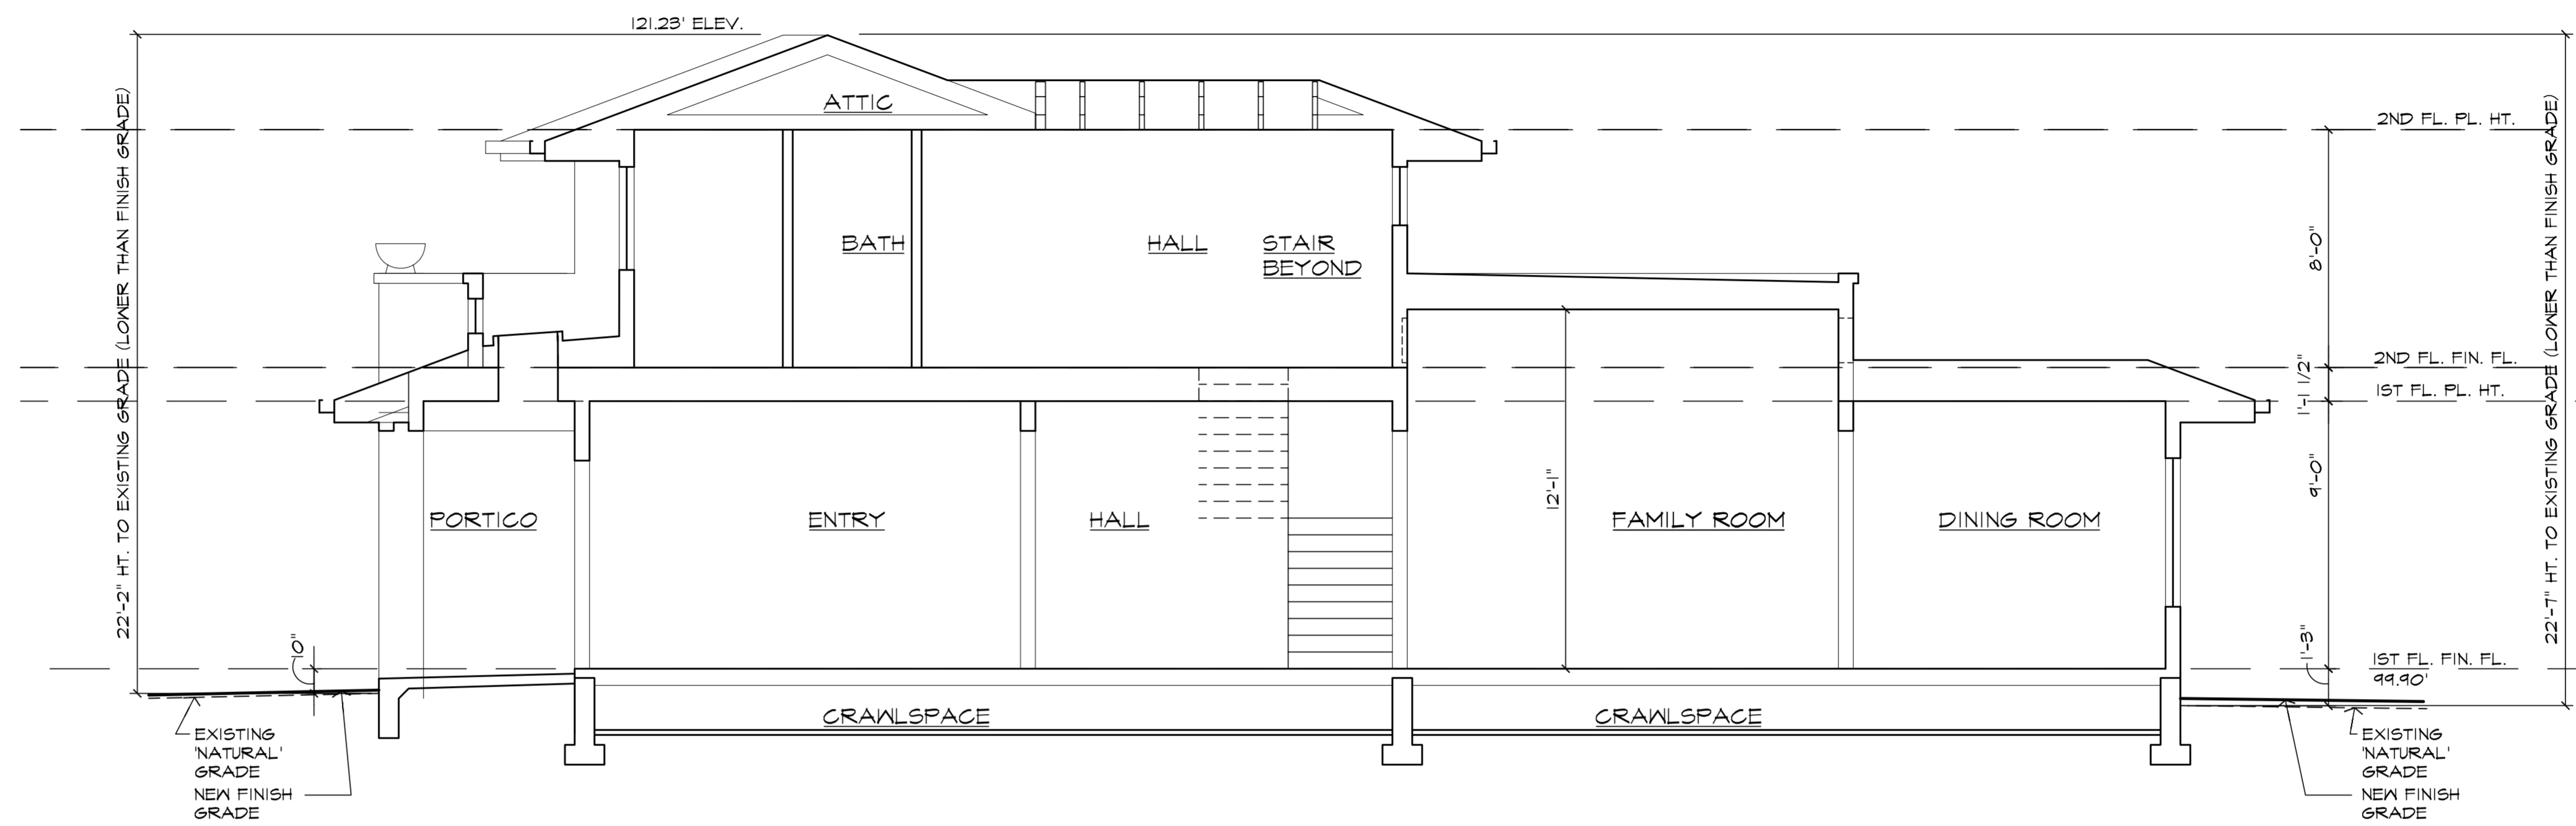 121.23' ELEV.
22'-2" HT. TO EXISTING GRADE (LOWER THAN FINISH GRADE)
22'-7" HT. TO EXISTING GRADE (LOWER THAN FINISH GRADE)
ATTIC
2ND FL. PL. HT.
BATH
HALL
STAIR
BEYOND
8'-0"
2ND FL. FIN. FL.
1'-1 1/2"
1ST FL. PL. HT.
12'-1"
9'-0"
PORTICO
ENTRY
HALL
FAMILY ROOM
DINING ROOM
10"
1'-3"
1ST FL. FIN. FL.
99.90'
CRAWLSPACE
CRAWLSPACE
EXISTING
'NATURAL'
GRADE
NEW FINISH
GRADE
EXISTING
'NATURAL'
GRADE
NEW FINISH
GRADE